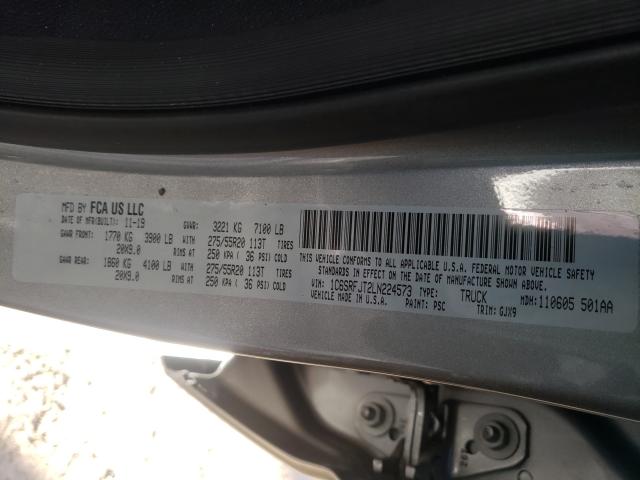 MFD BY FCA US LLC
DATE OF MFR(BUILT): 11-19 GVWR: 3221 KG 7100 LB
GAWR FRONT: 1770 KG 3900 LB WITH 275/55R20 113T TIRES
20X9.0 RIMS AT 250 KPA ( 36 PSI) COLD
GAWR REAR: 1860 KG 4100 LB WITH 275/55R20 113T TIRES
20X9.0 RIMS AT 250 KPA ( 36 PSI) COLD
THIS VEHICLE CONFORMS TO ALL APPLICABLE U.S.A. FEDERAL MOTOR VEHICLE SAFETY
STANDARDS IN EFFECT ON THE DATE OF MANUFACTURE SHOWN ABOVE.
VIN: 1C6SRFJT2LN224573 TYPE: TRUCK MDH: 110605 501AA
VEHICLE MADE IN U.S.A. PAINT: PSC TRIM: GJX9